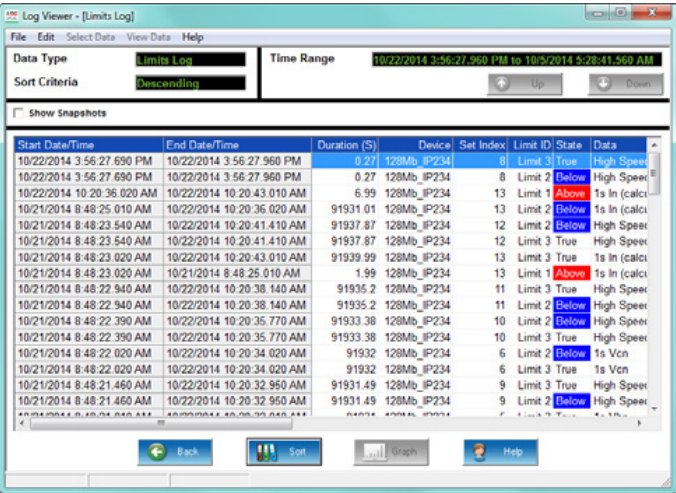 Log Viewer - [Limits Log]
File Edit Select Data View Data Help
Data Type Limits Log Time Range 10/22/2014 3:56:27.960 PM to 10/5/2014 5:28:41.560 AM
Sort Criteria Descending Up Down
Show Snapshots
Start Date/Time End Date/Time Duration (S) Device Set Index Limit ID State Data
10/22/2014 3:56:27.690 PM 10/22/2014 3:56:27.960 PM 0.27 128Mb_IP234 8 Limit 3 True High Speed
10/22/2014 3:56:27.690 PM 10/22/2014 3:56:27.960 PM 0.27 128Mb_IP234 8 Limit 2 Below High Speed
10/22/2014 10:20:36.020 AM 10/22/2014 10:20:43.010 AM 6.99 128Mb_IP234 13 Limit 1 Above 1s In (calcu
10/21/2014 8:48:25.010 AM 10/22/2014 10:20:36.020 AM 91931.01 128Mb_IP234 13 Limit 2 Below 1s In (calcu
10/21/2014 8:48:23.540 AM 10/22/2014 10:20:41.410 AM 91937.87 128Mb_IP234 12 Limit 2 Below High Speed
10/21/2014 8:48:23.540 AM 10/22/2014 10:20:41.410 AM 91937.87 128Mb_IP234 12 Limit 3 True High Speed
10/21/2014 8:48:23.020 AM 10/22/2014 10:20:43.010 AM 91939.99 128Mb_IP234 13 Limit 3 True 1s In (calcu
10/21/2014 8:48:23.020 AM 10/21/2014 8:48:25.010 AM 1.99 128Mb_IP234 13 Limit 1 Above 1s In (calcu
10/21/2014 8:48:22.940 AM 10/22/2014 10:20:38.140 AM 91935.2 128Mb_IP234 11 Limit 3 True High Speed
10/21/2014 8:48:22.940 AM 10/22/2014 10:20:38.140 AM 91935.2 128Mb_IP234 11 Limit 2 Below High Speed
10/21/2014 8:48:22.390 AM 10/22/2014 10:20:35.770 AM 91933.38 128Mb_IP234 10 Limit 2 Below High Speed
10/21/2014 8:48:22.390 AM 10/22/2014 10:20:35.770 AM 91933.38 128Mb_IP234 10 Limit 3 True High Speed
10/21/2014 8:48:22.020 AM 10/22/2014 10:20:34.020 AM 91932 128Mb_IP234 6 Limit 2 Below 1s Vcn
10/21/2014 8:48:22.020 AM 10/22/2014 10:20:34.020 AM 91932 128Mb_IP234 6 Limit 3 True 1s Vcn
10/21/2014 8:48:21.460 AM 10/22/2014 10:20:32.950 AM 91931.49 128Mb_IP234 9 Limit 3 True High Speed
10/21/2014 8:48:21.460 AM 10/22/2014 10:20:32.950 AM 91931.49 128Mb_IP234 9 Limit 2 Below High Speed
Back Sort Graph Help